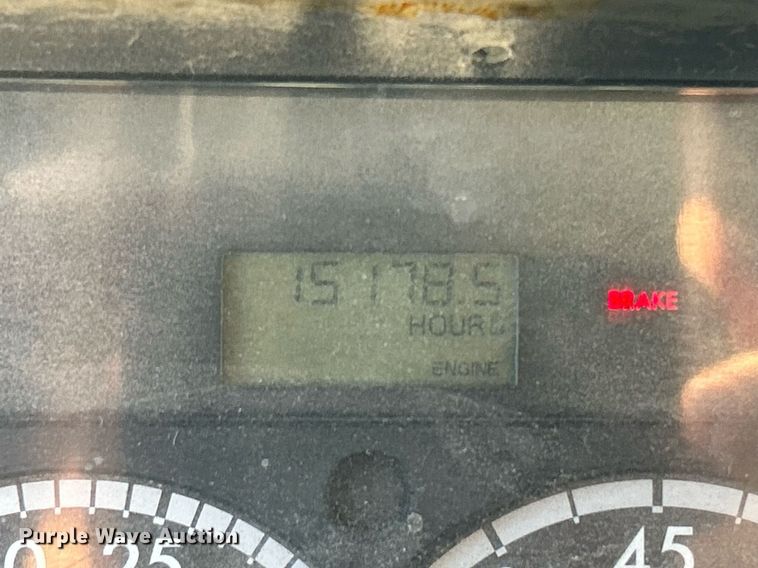 15178.5
BRAKE
HOURS
ENGINE
25
45
Purple Wave Auction